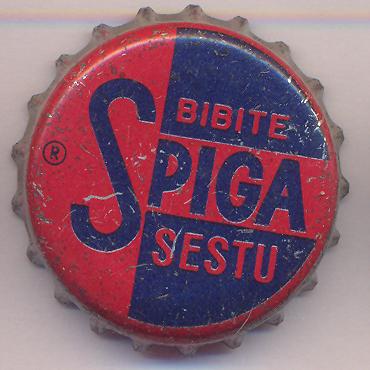 BIBITE
SPIGA
SESTU
®